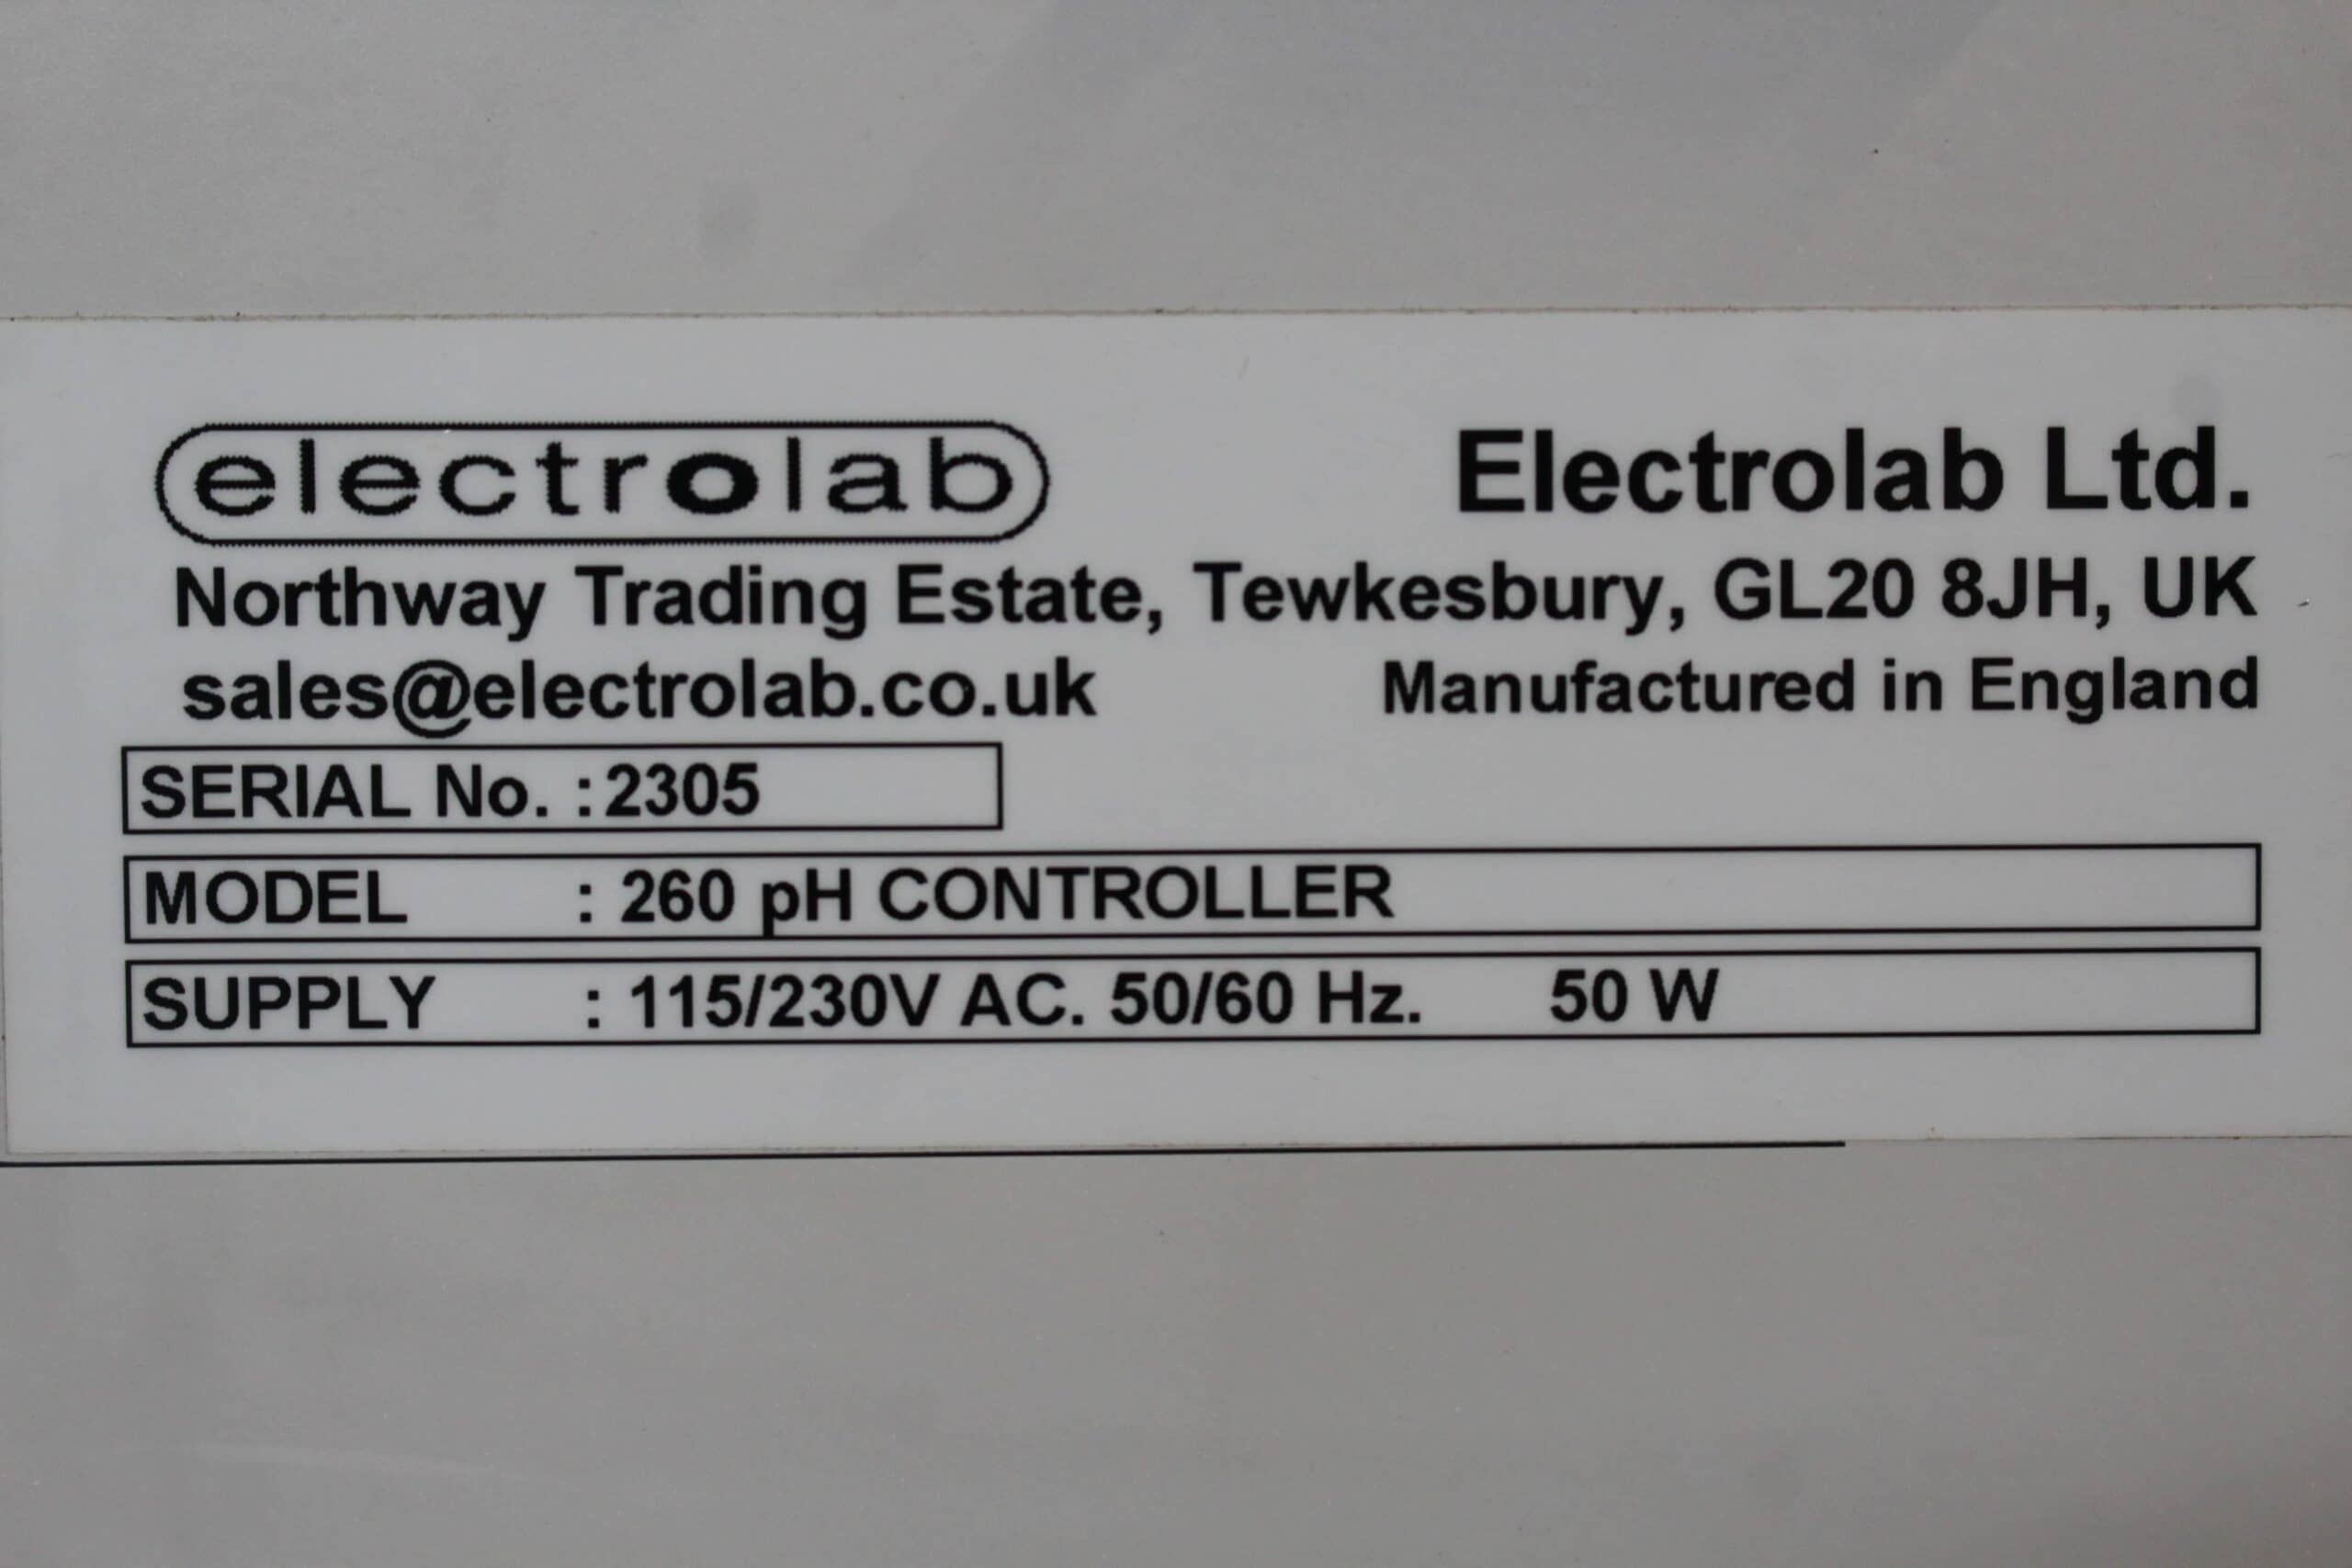 electrolab Electrolab Ltd.
Northway Trading Estate, Tewkesbury, GL20 8JH, UK
sales@electrolab.co.uk Manufactured in England
SERIAL No. :2305
MODEL : 260 pH CONTROLLER
SUPPLY : 115/230V AC. 50/60 Hz. 50 W